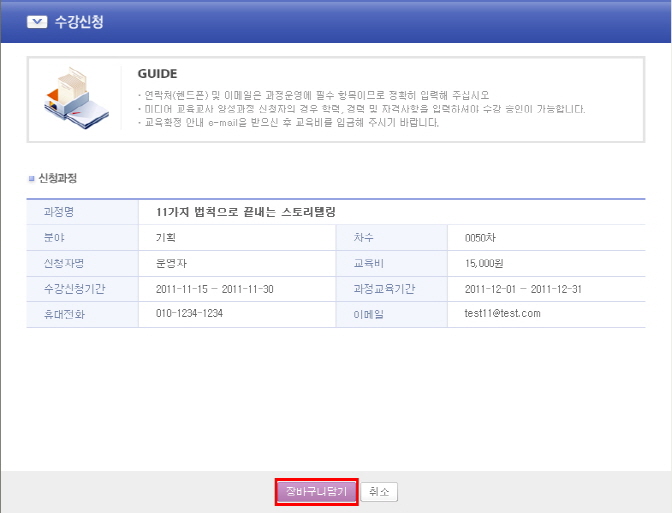 수강신청
GUIDE
· 연락처(핸드폰) 및 이메일은 과정운영에 필수 항목이므로 정확히 입력해 주십시오
· 미디어 교육교사 양성과정 신청자의 경우 학력, 경력 및 자격사항을 입력하셔야 수강 승인이 가능합니다.
· 교육확정 안내 e-mail을 받으신 후 교육비를 입금해 주시기 바랍니다.
신청과정
과정명 11가지 법칙으로 끝내는 스토리텔링
분야 기획 차수 0050차
신청자명 운영자 교육비 15,000원
수강신청기간 2011-11-15 ~ 2011-11-30 과정교육기간 2011-12-01 ~ 2011-12-31
휴대전화 010-1234-1234 이메일 test11@test.com
장바구니담기 취소